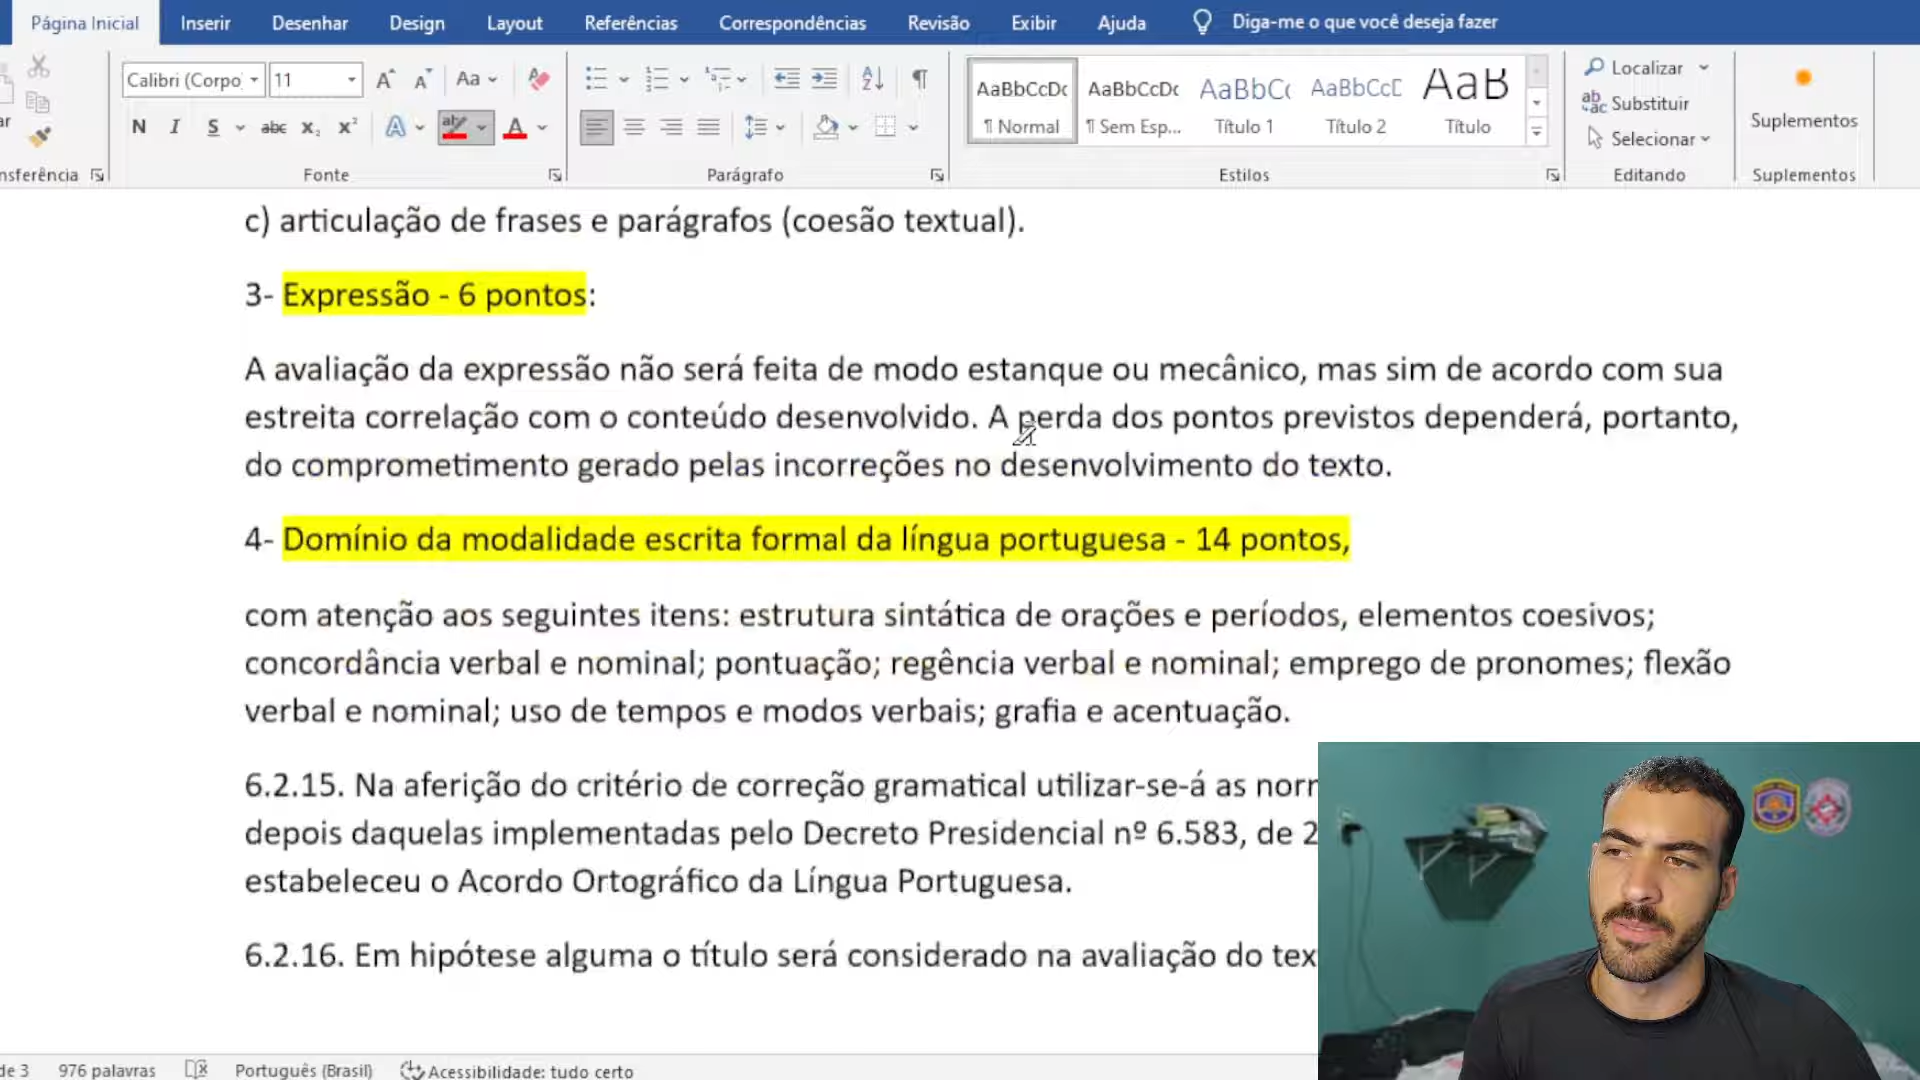 Página Inicial Inserir Desenhar Design Layout Referências Correspondências Revisão Exibir Ajuda Diga-me o que você deseja fazer
Calibri (Corpo 11 Aa
AaBbCcDc AaBbCcDc AaBbCc AaBbCcD AaB
Localizar
Substituir
Selecionar
N I S abc x₂ x² A A
¶ Normal ¶ Sem Esp... Título 1 Título 2 Título
Suplementos
nsferência Fonte Parágrafo Estilos Editando Suplementos
c) articulação de frases e parágrafos (coesão textual).
3- Expressão - 6 pontos:
A avaliação da expressão não será feita de modo estanque ou mecânico, mas sim de acordo com sua
estreita correlação com o conteúdo desenvolvido. A perda dos pontos previstos dependerá, portanto,
do comprometimento gerado pelas incorreções no desenvolvimento do texto.
4- Domínio da modalidade escrita formal da língua portuguesa - 14 pontos,
com atenção aos seguintes itens: estrutura sintática de orações e períodos, elementos coesivos;
concordância verbal e nominal; pontuação; regência verbal e nominal; emprego de pronomes; flexão
verbal e nominal; uso de tempos e modos verbais; grafia e acentuação.
6.2.15. Na aferição do critério de correção gramatical utilizar-se-á as norm
depois daquelas implementadas pelo Decreto Presidencial nº 6.583, de 2
estabeleceu o Acordo Ortográfico da Língua Portuguesa.
6.2.16. Em hipótese alguma o título será considerado na avaliação do tex
de 3 976 palavras Português (Brasil) Acessibilidade: tudo certo